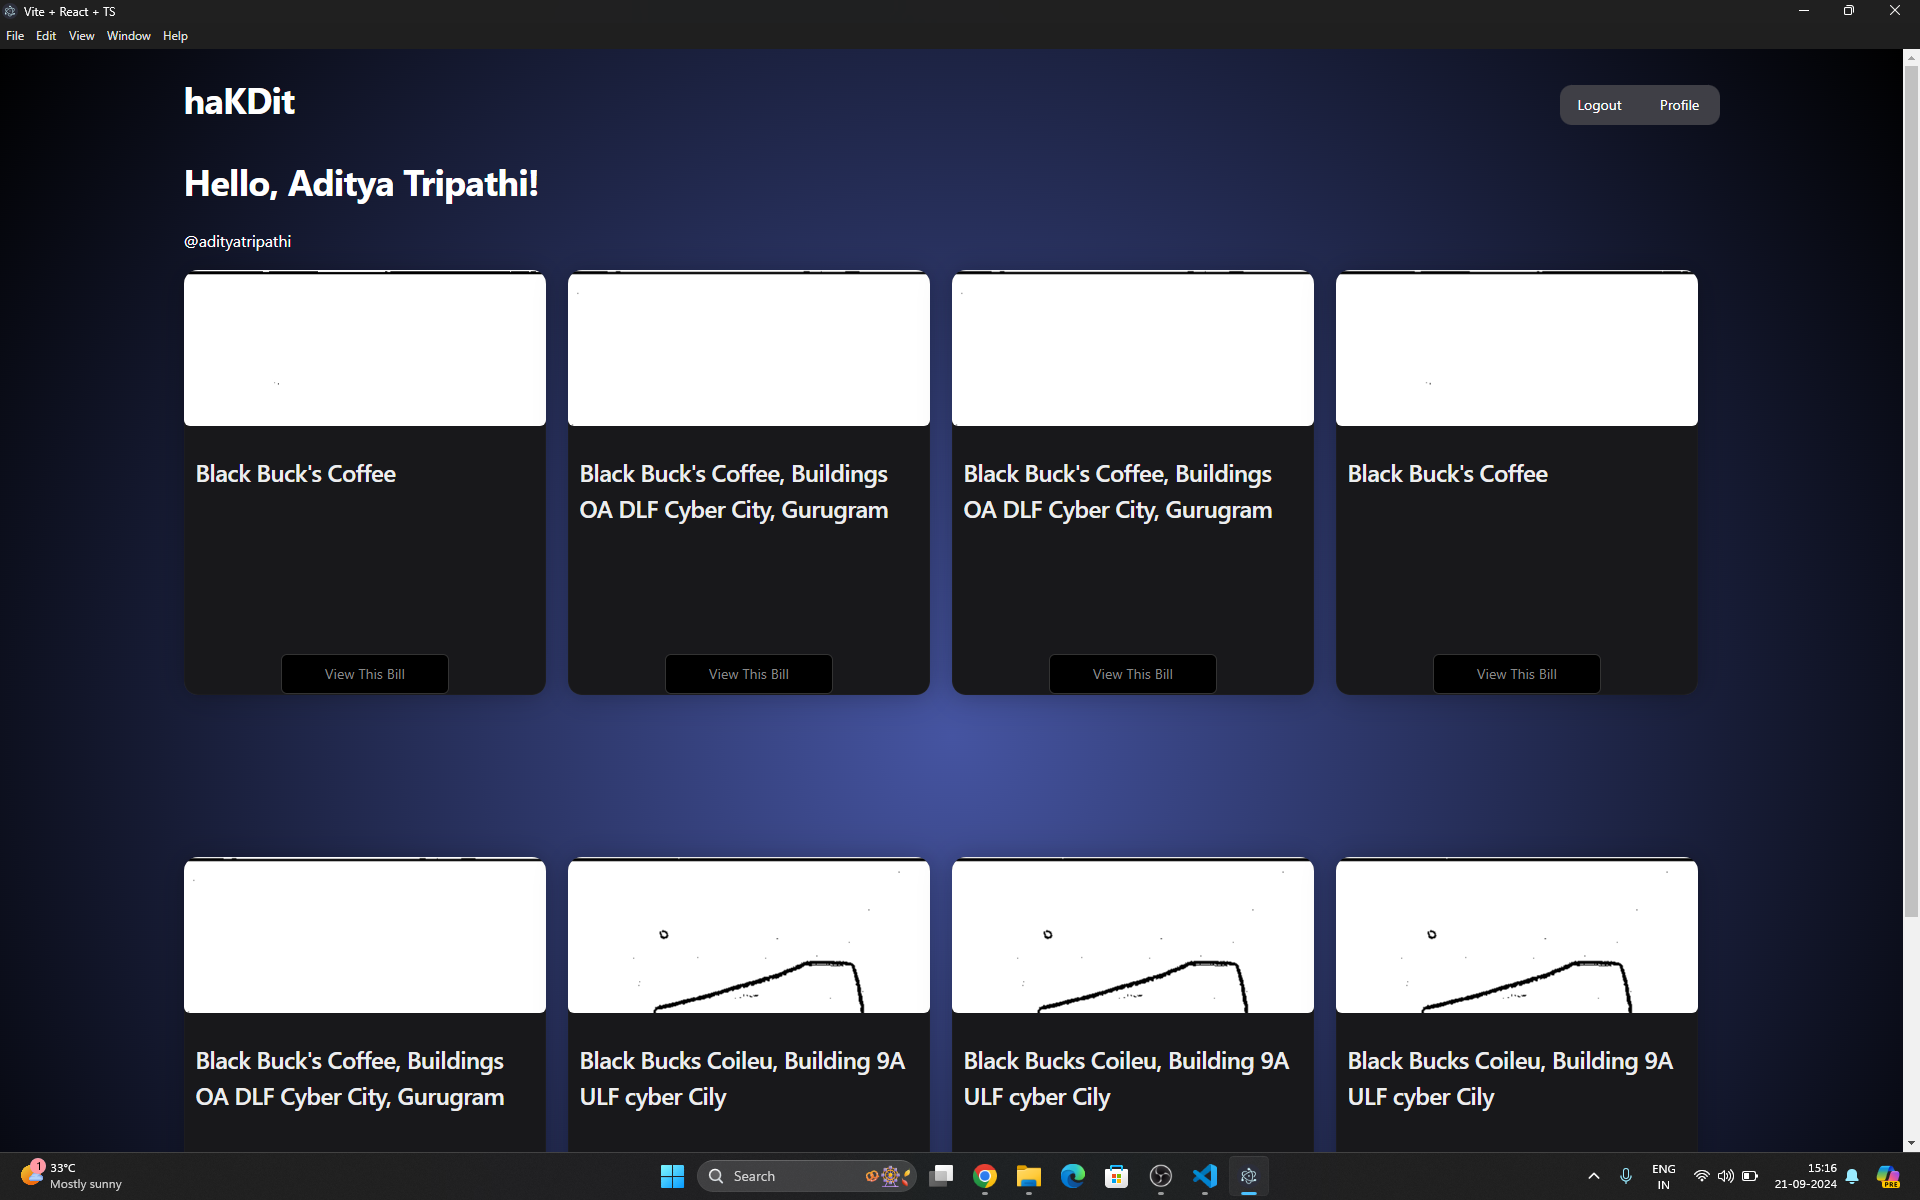 Vite + React + TS
File Edit View Window Help
haKDit
Logout Profile
Hello, Aditya Tripathi!
@adityatripathi
Black Buck's Coffee
View This Bill
Black Buck's Coffee, Buildings
OA DLF Cyber City, Gurugram
View This Bill
Black Buck's Coffee, Buildings
OA DLF Cyber City, Gurugram
View This Bill
Black Buck's Coffee
View This Bill
Black Buck's Coffee, Buildings
OA DLF Cyber City, Gurugram
Black Bucks Coileu, Building 9A
ULF cyber Cily
Black Bucks Coileu, Building 9A
ULF cyber Cily
Black Bucks Coileu, Building 9A
ULF cyber Cily
1
33°C
Mostly sunny
Search
ENG
IN
15:16
21-09-2024
PRE